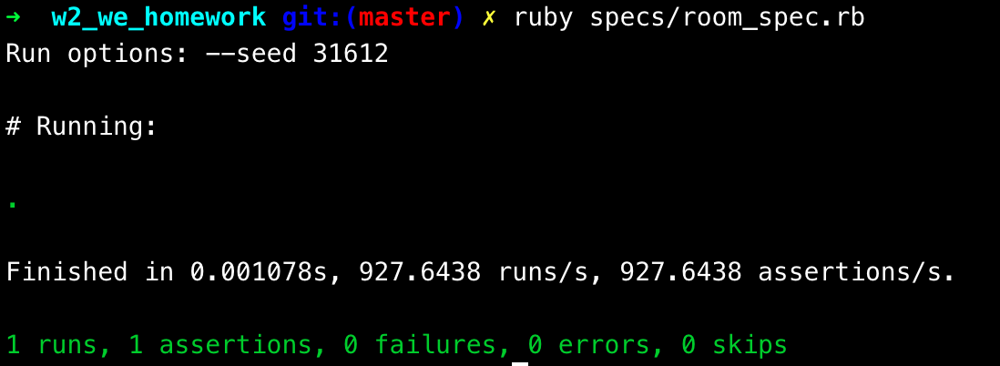 ➜  w2_we_homework git:(master) ✗ ruby specs/room_spec.rb
Run options: --seed 31612
# Running:
.
Finished in 0.001078s, 927.6438 runs/s, 927.6438 assertions/s.
1 runs, 1 assertions, 0 failures, 0 errors, 0 skips